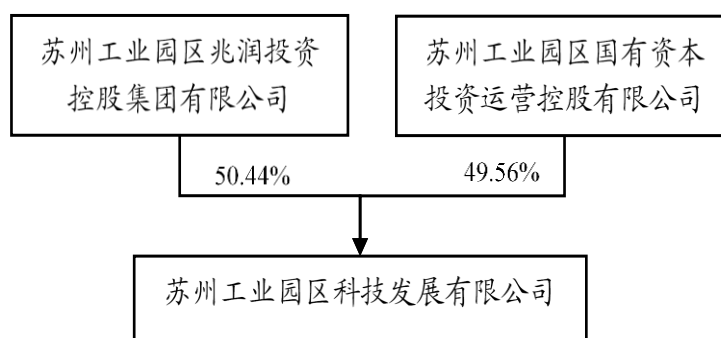 苏州工业园区兆润投资
控股集团有限公司
苏州工业园区国有资本
投资运营控股有限公司
50.44%
49.56%
苏州工业园区科技发展有限公司